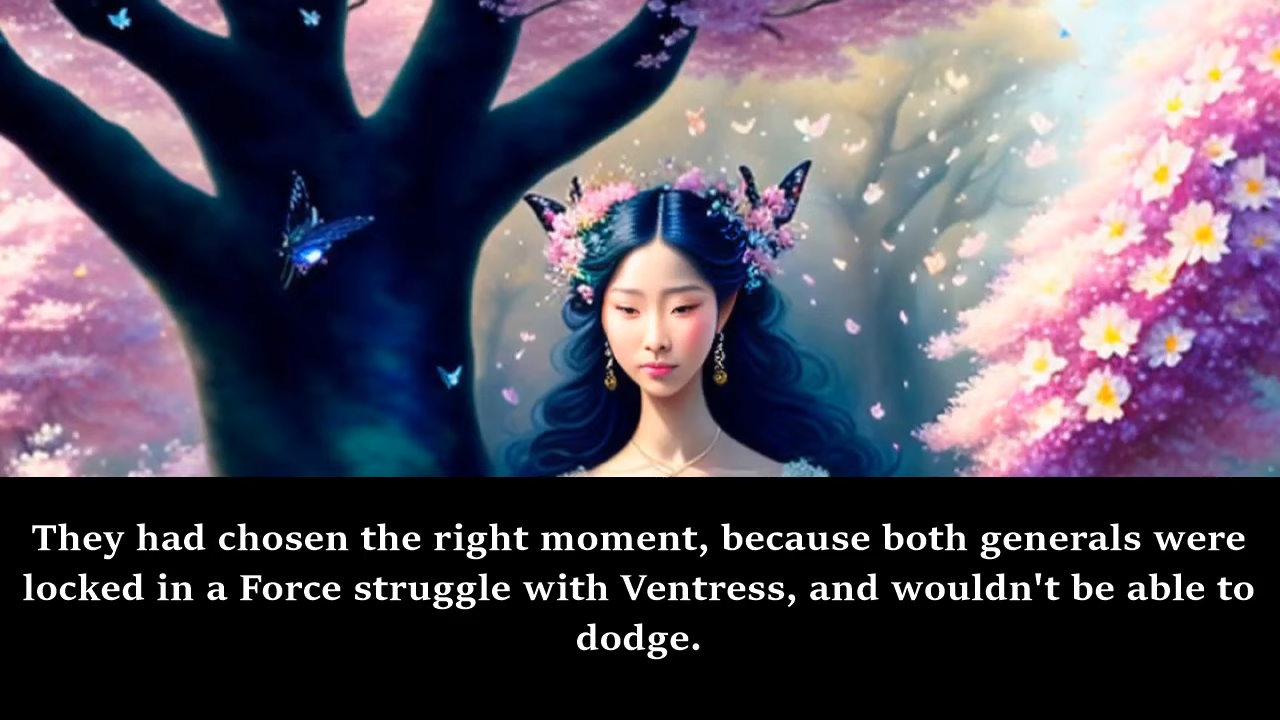 They had chosen the right moment, because both generals were
locked in a Force struggle with Ventress, and wouldn't be able to
dodge.